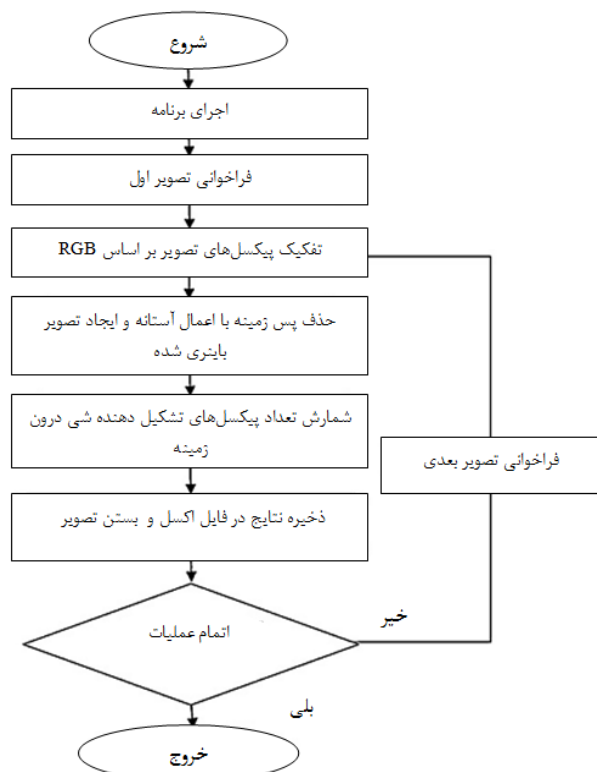 شروع
اجرای برنامه
فراخوانی تصویر اول
تفکیک پیکسل‌های تصویر بر اساس RGB
حذف پس زمینه با اعمال آستانه و ایجاد تصویر
باینری شده
شمارش تعداد پیکسل‌های تشکیل دهنده شی درون
زمینه
فراخوانی تصویر بعدی
ذخیره نتایج در فایل اکسل و بستن تصویر
اتمام عملیات
خیر
بلی
خروج